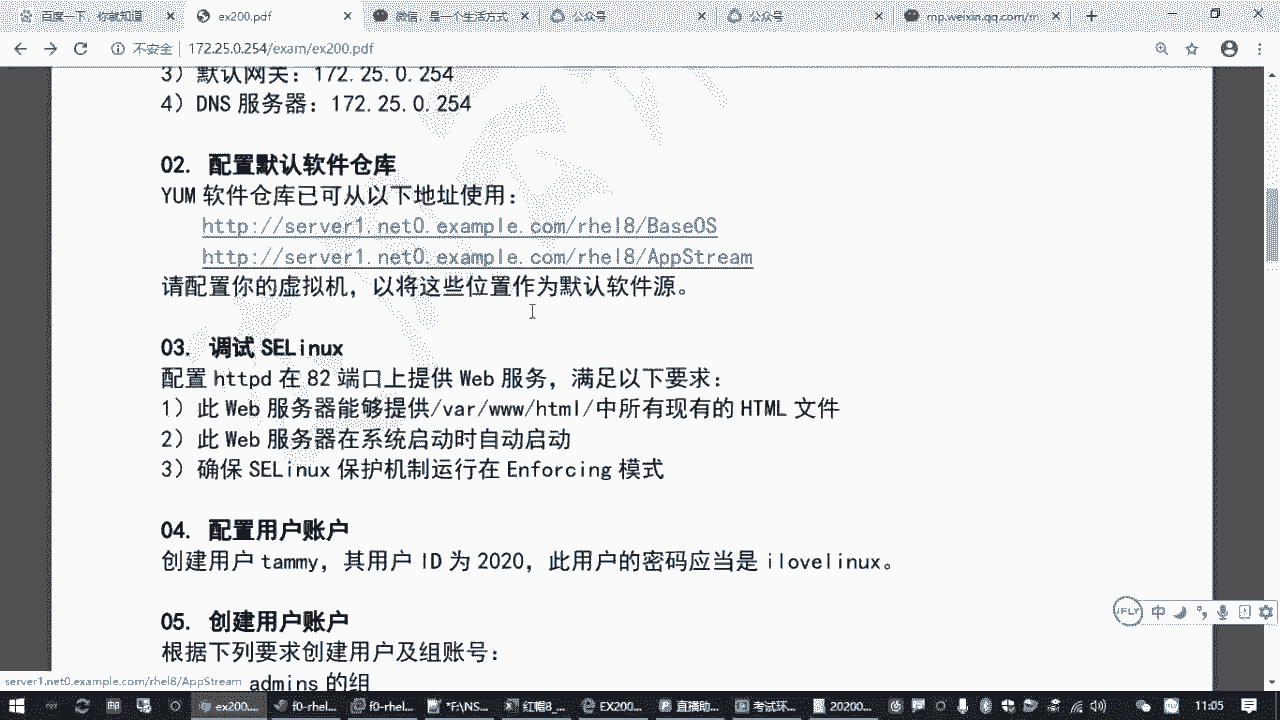 百度一下，你就知道
ex200.pdf
微信，是一个生活方式
公众号
公众号
mp.weixin.qq.com/m
不安全
172.25.0.254/exam/ex200.pdf
3）默认网关：172.25.0.254
4）DNS 服务器：172.25.0.254
02. 配置默认软件仓库
YUM 软件仓库已可从以下地址使用：
http://server1.net0.example.com/rhel8/BaseOS
http://server1.net0.example.com/rhel8/AppStream
请配置你的虚拟机，以将这些位置作为默认软件源。
03. 调试 SELinux
配置 httpd 在 82 端口上提供 Web 服务，满足以下要求：
1）此 Web 服务器能够提供/var/www/html/中所有现有的 HTML 文件
2）此 Web 服务器在系统启动时自动启动
3）确保 SELinux 保护机制运行在 Enforcing 模式
04. 配置用户账户
创建用户 tammy，其用户 ID 为 2020，此用户的密码应当是 ilovelinux。
05. 创建用户账户
根据下列要求创建用户及组账号：
admins 的组
server1.net0.example.com/rhel8/AppStream
iFLY
中
ex200....
f0-rhel...
f0-rhel...
*F:\NS...
红帽8_...
EX200...
直播助...
考试环...
20200...
11:05